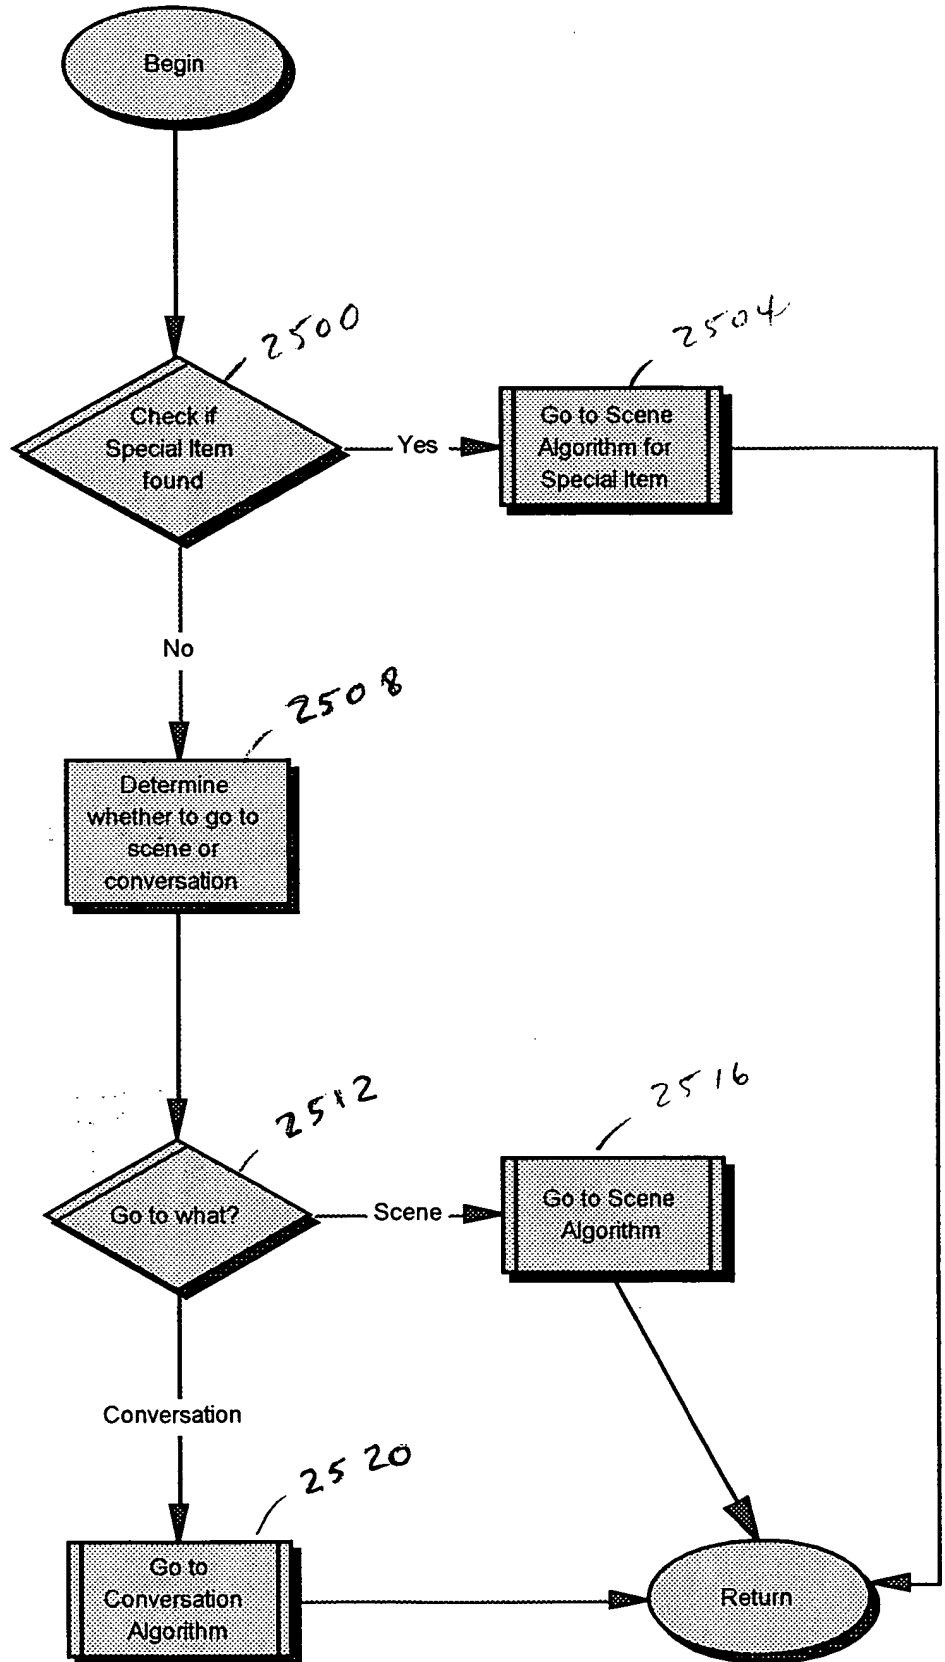 Begin
2500
Check if
Special Item
found
Yes
2504
Go to Scene
Algorithm for
Special Item
No
2508
Determine
whether to go to
scene or
conversation
2512
Go to what?
Scene
2516
Go to Scene
Algorithm
Conversation
2520
Go to
Conversation
Algorithm
Return